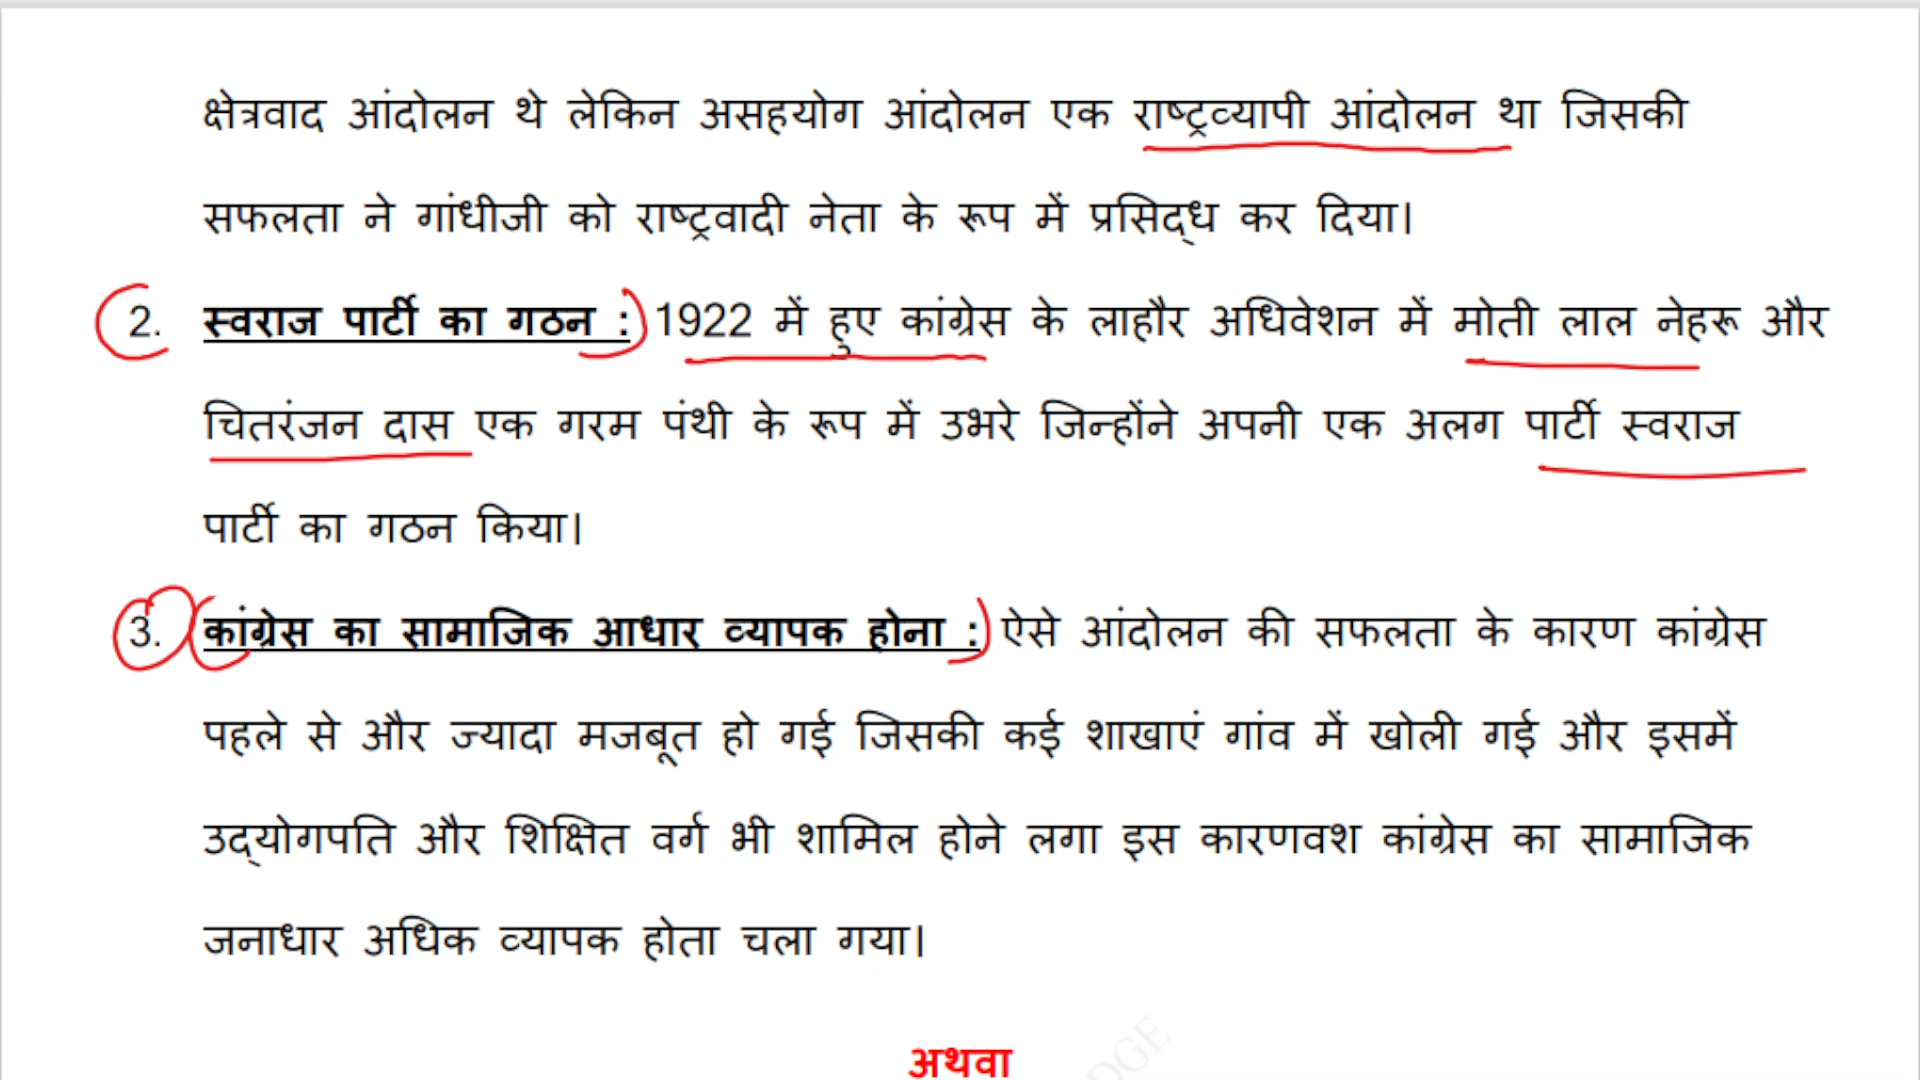 क्षेत्रवाद आंदोलन थे लेकिन असहयोग आंदोलन एक राष्ट्रव्यापी आंदोलन था जिसकी
सफलता ने गांधीजी को राष्ट्रवादी नेता के रूप में प्रसिद्ध कर दिया।
2. स्वराज पार्टी का गठन : 1922 में हुए कांग्रेस के लाहौर अधिवेशन में मोती लाल नेहरू और
चितरंजन दास एक गरम पंथी के रूप में उभरे जिन्होंने अपनी एक अलग पार्टी स्वराज
पार्टी का गठन किया।
3. कांग्रेस का सामाजिक आधार व्यापक होना : ऐसे आंदोलन की सफलता के कारण कांग्रेस
पहले से और ज्यादा मजबूत हो गई जिसकी कई शाखाएं गांव में खोली गई और इसमें
उद्योगपति और शिक्षित वर्ग भी शामिल होने लगा इस कारणवश कांग्रेस का सामाजिक
जनाधार अधिक व्यापक होता चला गया।
अथवा